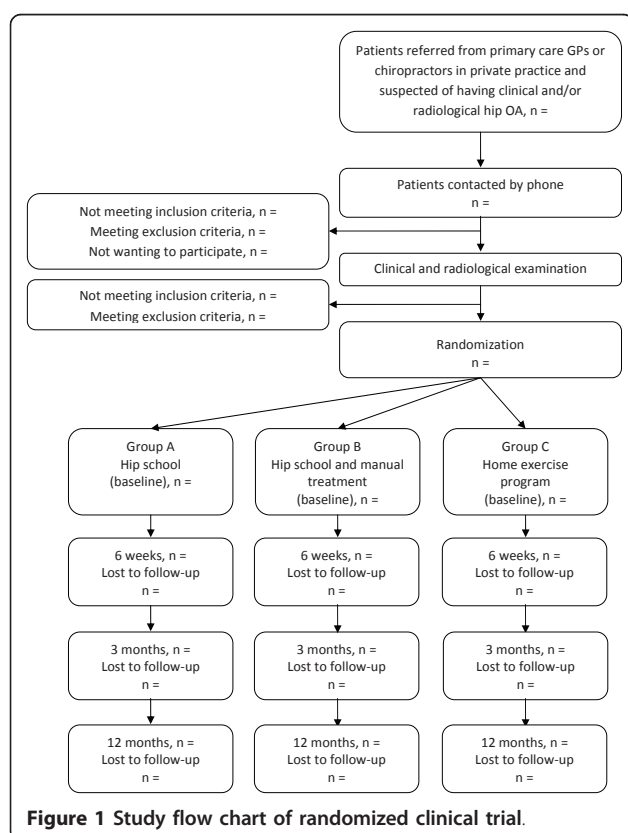 Patients referred from primary care GPs or
chiropractors in private practice and
suspected of having clinical and/or
radiological hip OA, n =
Patients contacted by phone
n =
Not meeting inclusion criteria, n =
Meeting exclusion criteria, n =
Not wanting to participate, n =
Clinical and radiological examination
Not meeting inclusion criteria, n =
Meeting exclusion criteria, n =
Randomization
n =
Group A
Hip school
(baseline), n =
Group B
Hip school and manual
treatment
(baseline), n =
Group C
Home exercise
program
(baseline), n =
6 weeks, n =
Lost to follow-up
n =
6 weeks, n =
Lost to follow-up
n =
6 weeks, n =
Lost to follow-up
n =
3 months, n =
Lost to follow-up
n =
3 months, n =
Lost to follow-up
n =
3 months, n =
Lost to follow-up
n =
12 months, n =
Lost to follow-up
n =
12 months, n =
Lost to follow-up
n =
12 months, n =
Lost to follow-up
n =
Figure 1 Study flow chart of randomized clinical trial.